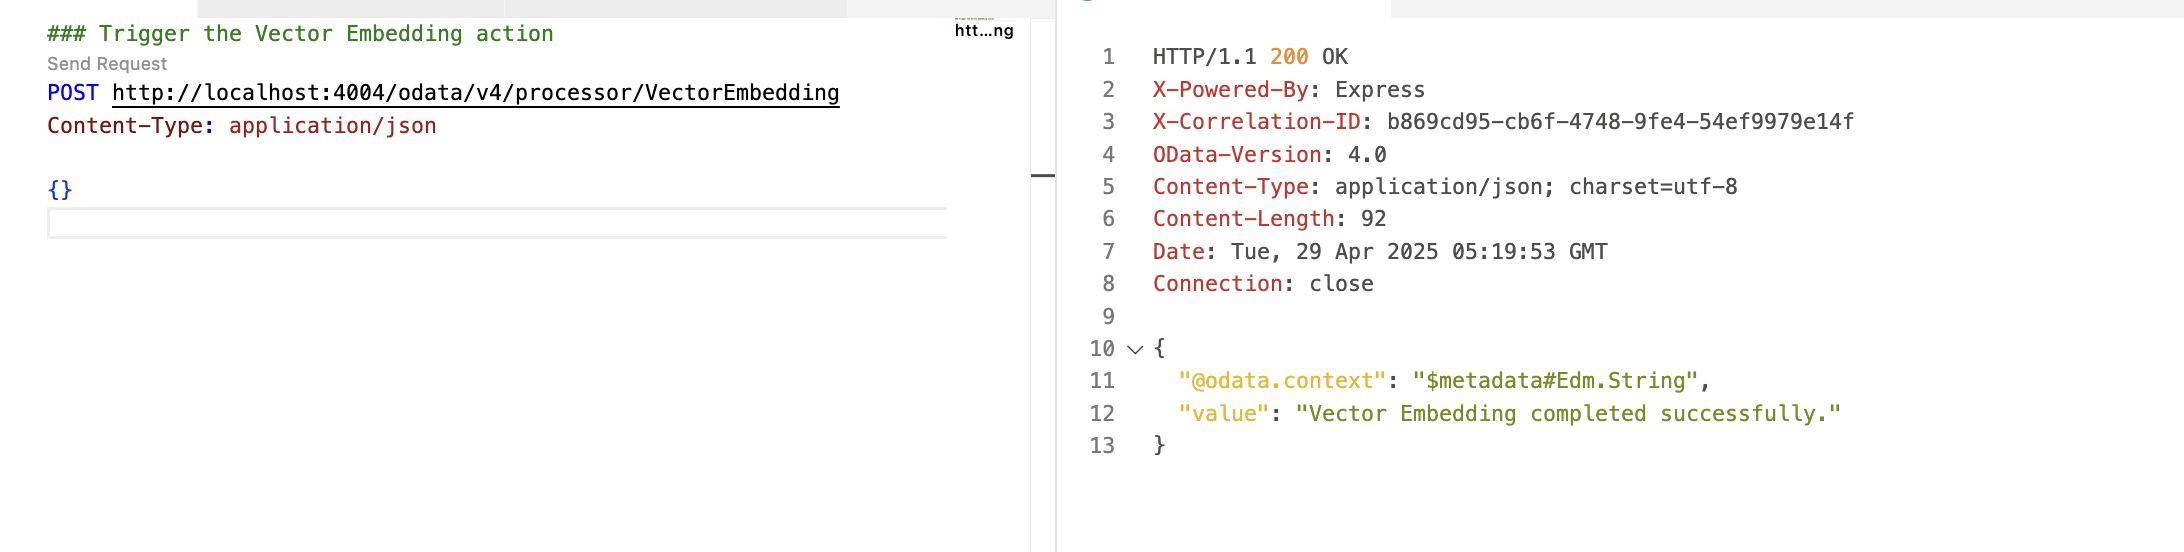 ### Trigger the Vector Embedding action
Send Request
POST http://localhost:4004/odata/v4/processor/VectorEmbedding
Content-Type: application/json
{}
htt...ng
1 HTTP/1.1 200 OK
2 X-Powered-By: Express
3 X-Correlation-ID: b869cd95-cb6f-4748-9fe4-54ef9979e14f
4 OData-Version: 4.0
5 Content-Type: application/json; charset=utf-8
6 Content-Length: 92
7 Date: Tue, 29 Apr 2025 05:19:53 GMT
8 Connection: close
9
10 {
11 "@odata.context": "$metadata#Edm.String",
12 "value": "Vector Embedding completed successfully."
13 }